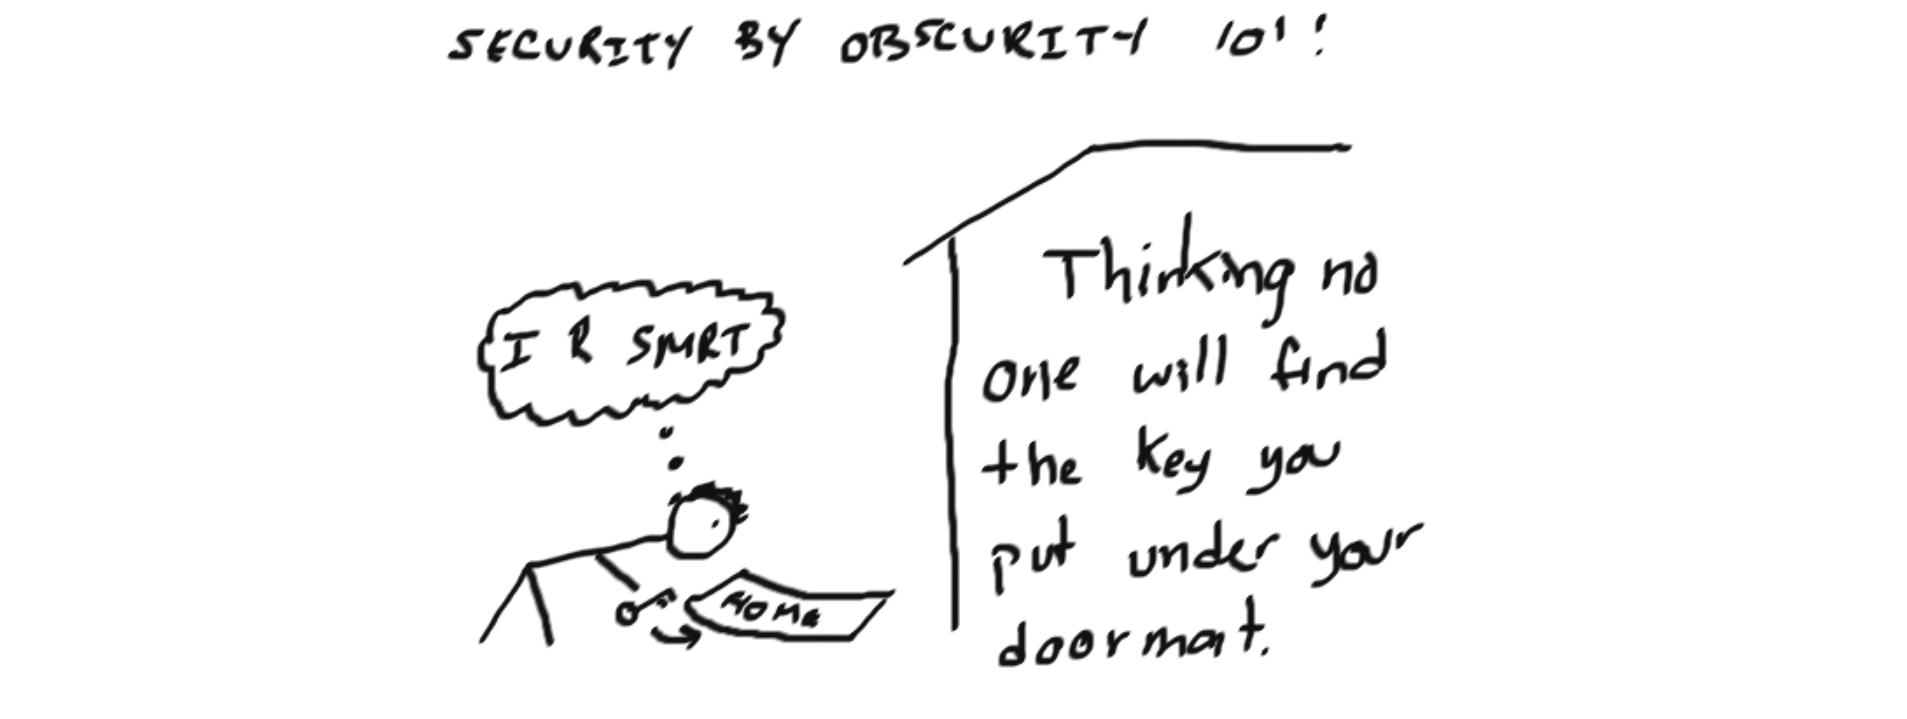 SECURITY BY OBSCURITY 101!
I R SMRT
HOME
Thinking no
one will find
the key you
put under your
doormat.